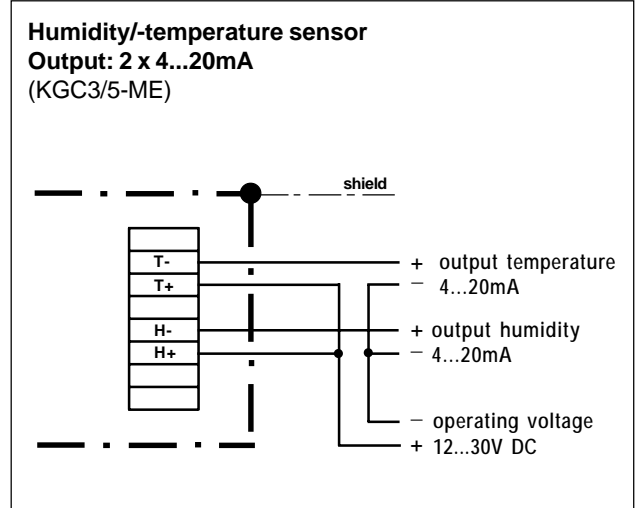 Humidity/-temperature sensor
Output: 2 x 4...20mA
(KGC3/5-ME)
shield
T-
+ output temperature
T+
− 4...20mA
H-
+ output humidity
H+
− 4...20mA
− operating voltage
+ 12...30V DC